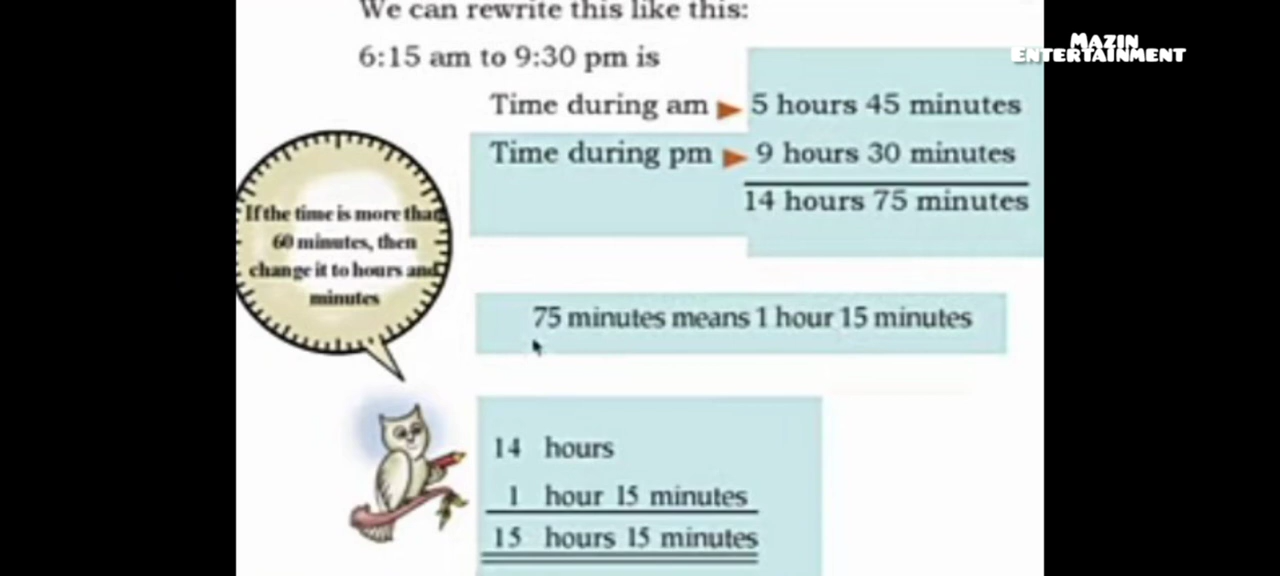 We can rewrite this like this:
MAZIN
ENTERTAINMENT
6:15 am to 9:30 pm is
Time during am 5 hours 45 minutes
Time during pm 9 hours 30 minutes
14 hours 75 minutes
If the time is more than
60 minutes, then
change it to hours and
minutes
75 minutes means 1 hour 15 minutes
14 hours
1 hour 15 minutes
15 hours 15 minutes